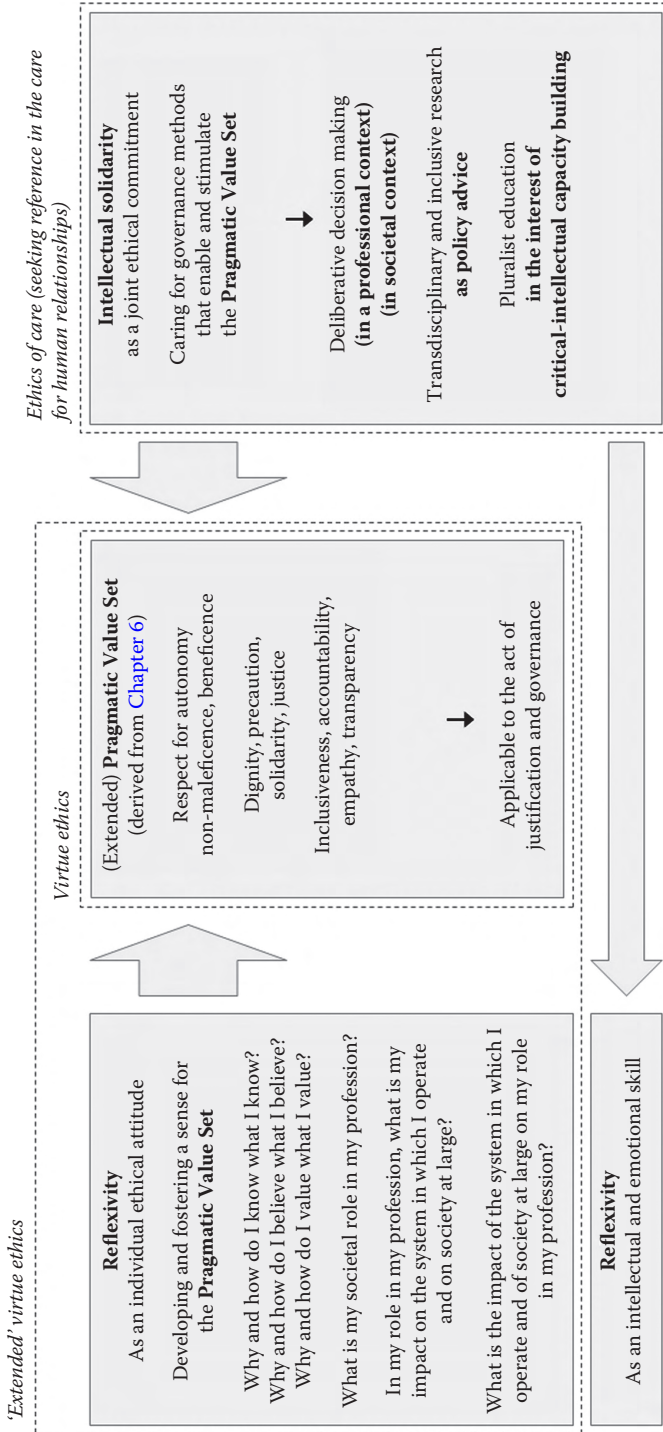 'Extended' virtue ethics
Reflexivity
As an individual ethical attitude
Developing and fostering a sense for
the Pragmatic Value Set
Why and how do I know what I know?
Why and how do I believe what I believe?
Why and how do I value what I value?
What is my societal role in my profession?
In my role in my profession, what is my
impact on the system in which I operate
and on society at large?
What is the impact of the system in which I
operate and of society at large on my role
in my profession?
Reflexivity
As an intellectual and emotional skill
Virtue ethics
(Extended) Pragmatic Value Set
(derived from Chapter 6)
Respect for autonomy
non-maleficence, beneficence
Dignity, precaution,
solidarity, justice
Inclusiveness, accountability,
empathy, transparency
Applicable to the act of
justification and governance
Ethics of care (seeking reference in the care
for human relationships)
Intellectual solidarity
as a joint ethical commitment
Caring for governance methods
that enable and stimulate
the Pragmatic Value Set
Deliberative decision making
(in a professional context)
(in societal context)
Transdisciplinary and inclusive research
as policy advice
Pluralist education
in the interest of
critical-intellectual capacity building